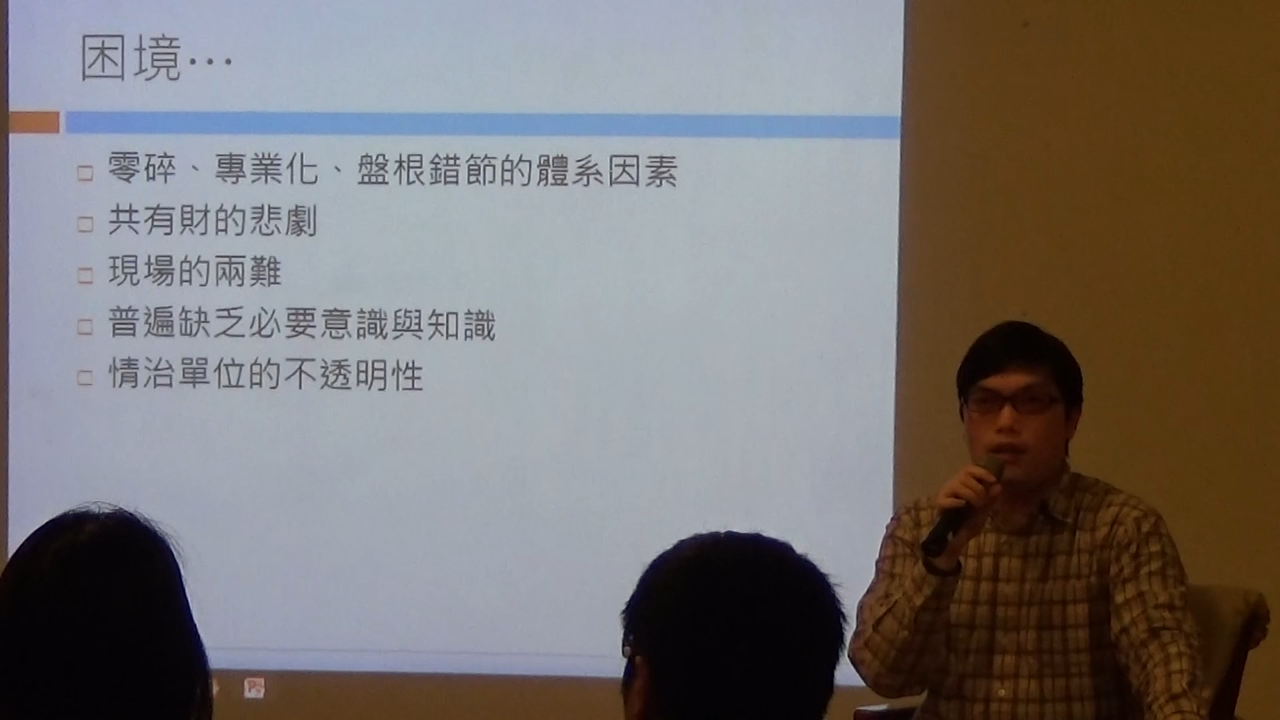 困境…
零碎、專業化、盤根錯節的體系因素
共有財的悲劇
現場的兩難
普遍缺乏必要意識與知識
情治單位的不透明性